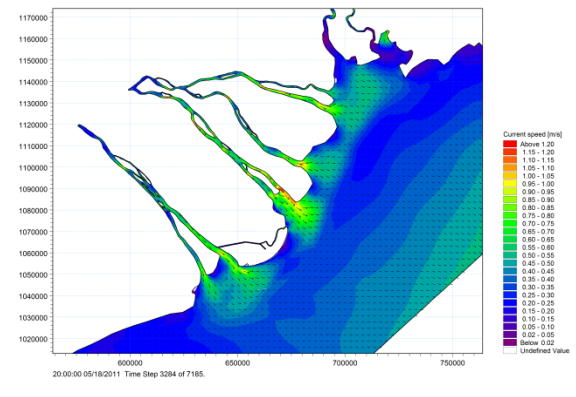 1170000
1160000
1150000
1140000
1130000
1120000
1110000
1100000
1090000
1080000
1070000
1060000
1050000
1040000
1030000
1020000
600000 650000 700000 750000
20:00:00 05/18/2011 Time Step 3284 of 7185.
Current speed [m/s]
Above 1.20
1.15 - 1.20
1.10 - 1.15
1.05 - 1.10
1.00 - 1.05
0.95 - 1.00
0.90 - 0.95
0.85 - 0.90
0.80 - 0.85
0.75 - 0.80
0.70 - 0.75
0.65 - 0.70
0.60 - 0.65
0.55 - 0.60
0.50 - 0.55
0.45 - 0.50
0.40 - 0.45
0.35 - 0.40
0.30 - 0.35
0.25 - 0.30
0.20 - 0.25
0.15 - 0.20
0.10 - 0.15
0.05 - 0.10
0.02 - 0.05
Below 0.02
Undefined Value